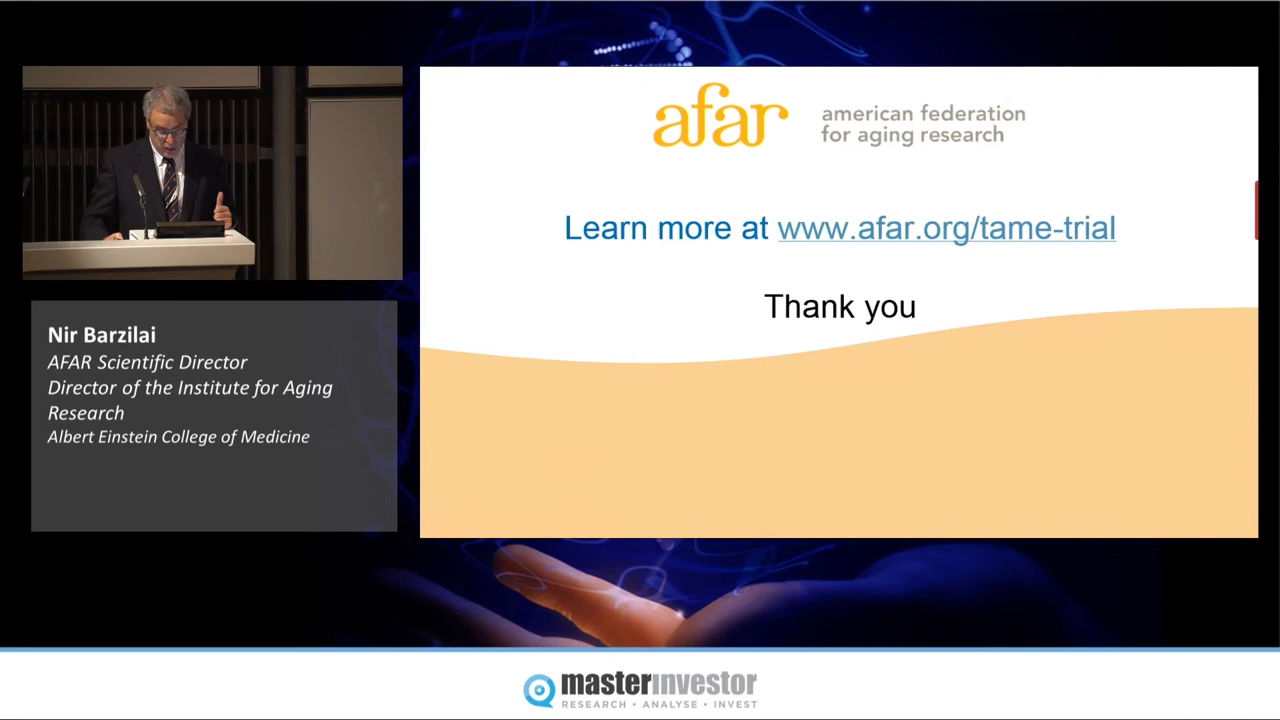 afar
american federation
for aging research
Learn more at www.afar.org/tame-trial
Thank you
Nir Barzilai
AFAR Scientific Director
Director of the Institute for Aging
Research
Albert Einstein College of Medicine
masterinvestor
RESEARCH • ANALYSE • INVEST